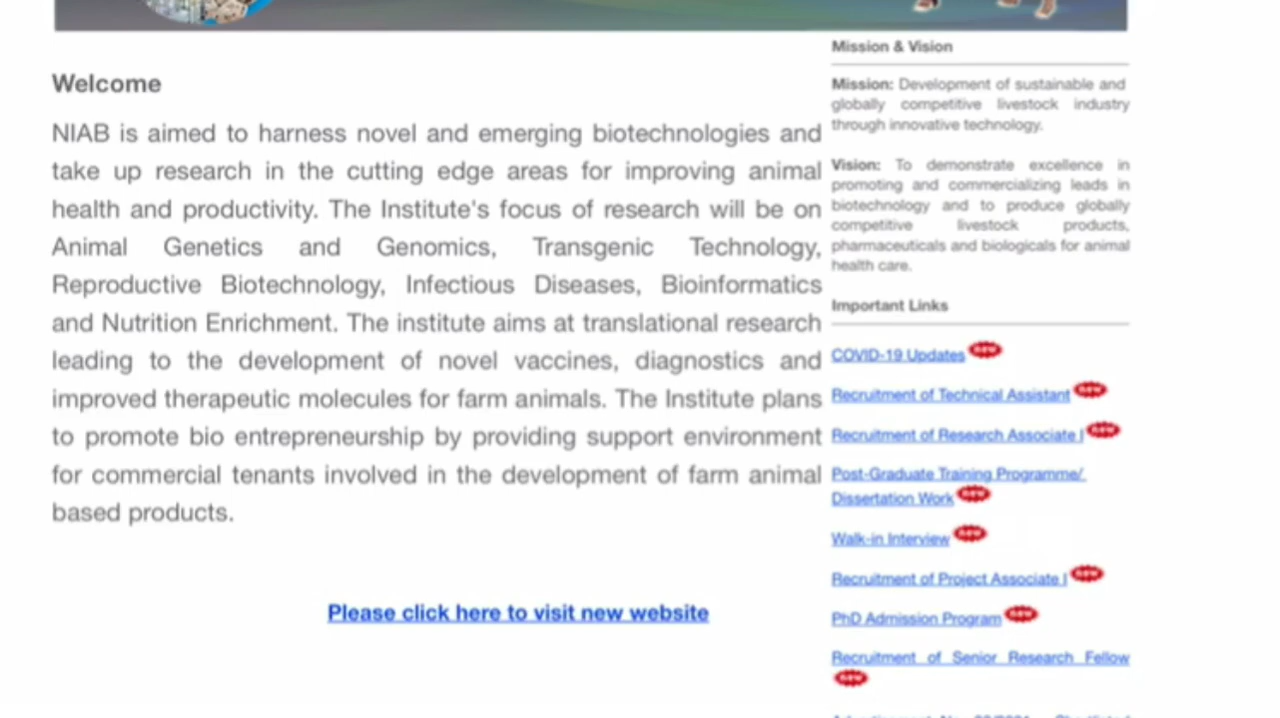 Welcome
NIAB is aimed to harness novel and emerging biotechnologies and
take up research in the cutting edge areas for improving animal
health and productivity. The Institute's focus of research will be on
Animal Genetics and Genomics, Transgenic Technology,
Reproductive Biotechnology, Infectious Diseases, Bioinformatics
and Nutrition Enrichment. The institute aims at translational research
leading to the development of novel vaccines, diagnostics and
improved therapeutic molecules for farm animals. The Institute plans
to promote bio entrepreneurship by providing support environment
for commercial tenants involved in the development of farm animal
based products.
Please click here to visit new website
Mission & Vision
Mission: Development of sustainable and
globally competitive livestock industry
through innovative technology.
Vision: To demonstrate excellence in
promoting and commercializing leads in
biotechnology and to produce globally
competitive livestock products,
pharmaceuticals and biologicals for animal
health care.
Important Links
COVID-19 Updates new
Recruitment of Technical Assistant new
Recruitment of Research Associate I new
Post-Graduate Training Programme/
Dissertation Work new
Walk-in Interview new
Recruitment of Project Associate I new
PhD Admission Program new
Recruitment of Senior Research Fellow
new